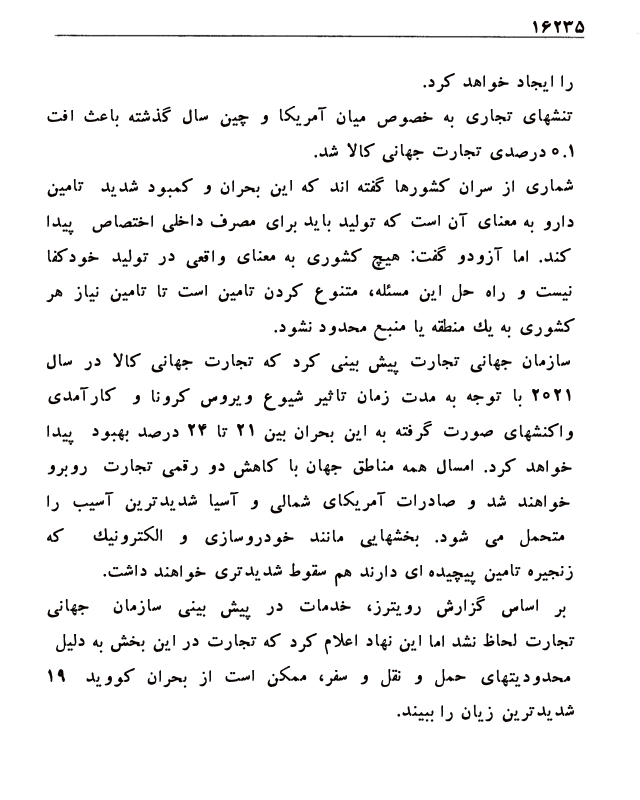 ۱۶۲۳۵
را ایجاد خواهد کرد.
تنشهای تجاری به خصوص میان آمریکا و چین سال گذشته باعث افت
۰.۱ درصدی تجارت جهانی کالا شد.
شماری از سران کشورها گفته اند که این بحران و کمبود شدید تامین
دارو به معنای آن است که تولید باید برای مصرف داخلی اختصاص پیدا
کند. اما آزودو گفت: هیچ کشوری به معنای واقعی در تولید خودکفا
نیست و راه حل این مسئله، متنوع کردن تامین است تا تامین نیاز هر
کشوری به یك منطقه یا منبع محدود نشود.
سازمان جهانی تجارت پیش بینی کرد که تجارت جهانی کالا در سال
۲۰۲۱ با توجه به مدت زمان تاثیر شیوع ویروس کرونا و کارآمدی
واکنشهای صورت گرفته به این بحران بین ۲۱ تا ۲۴ درصد بهبود پیدا
خواهد کرد. امسال همه مناطق جهان با کاهش دو رقمی تجارت روبرو
خواهند شد و صادرات آمریکای شمالی و آسیا شدیدترین آسیب را
متحمل می شود. بخشهایی مانند خودروسازی و الکترونیك که
زنجیره تامین پیچیده ای دارند هم سقوط شدیدتری خواهند داشت.
بر اساس گزارش رویترز، خدمات در پیش بینی سازمان جهانی
تجارت لحاظ نشد اما این نهاد اعلام کرد که تجارت در این بخش به دلیل
محدودیتهای حمل و نقل و سفر، ممکن است از بحران کووید ۱۹
شدیدترین زیان را ببیند.